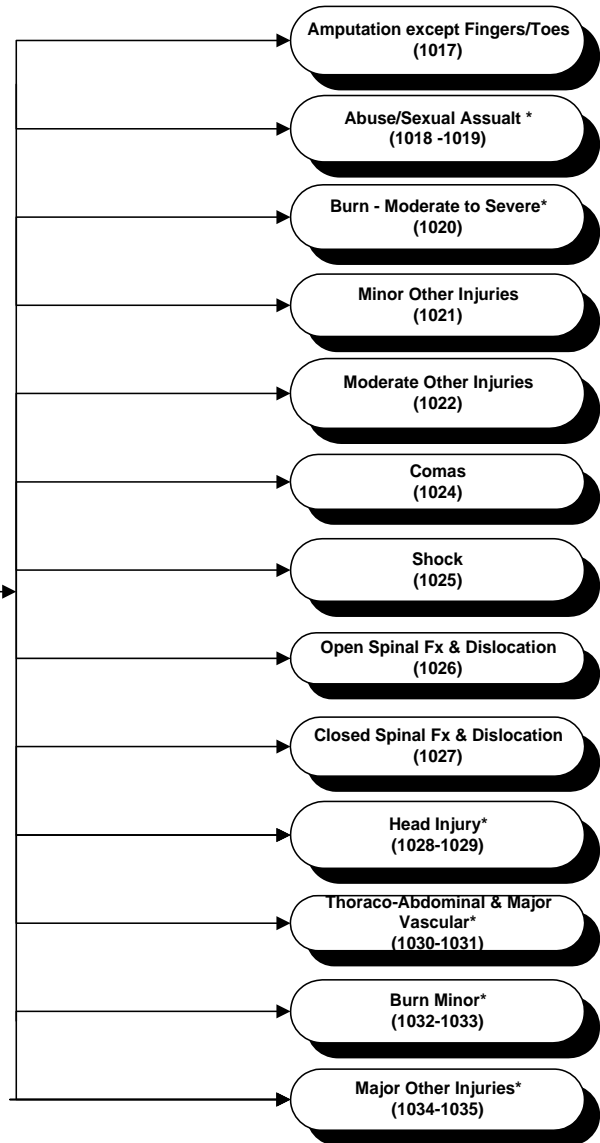 Amputation except Fingers/Toes
(1017)
Abuse/Sexual Assualt *
(1018 -1019)
Burn - Moderate to Severe*
(1020)
Minor Other Injuries
(1021)
Moderate Other Injuries
(1022)
Comas
(1024)
Shock
(1025)
Open Spinal Fx & Dislocation
(1026)
Closed Spinal Fx & Dislocation
(1027)
Head Injury*
(1028-1029)
Thoraco-Abdominal & Major
Vascular*
(1030-1031)
Burn Minor*
(1032-1033)
Major Other Injuries*
(1034-1035)